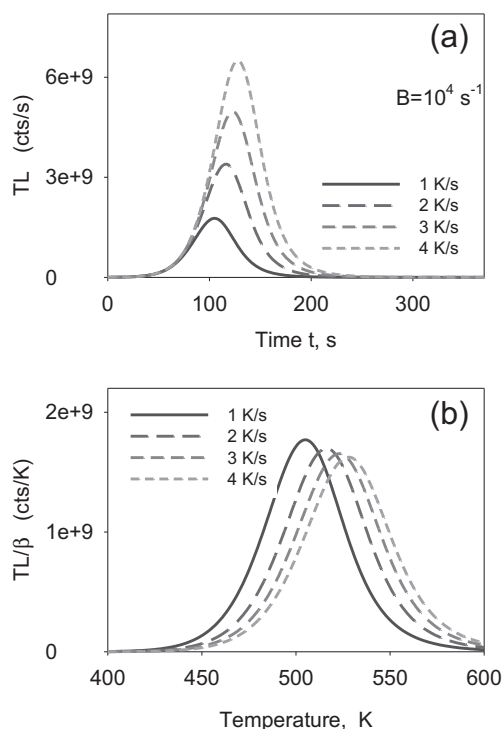 (a)
TL (cts/s)
6e+9
3e+9
0
B=10⁴ s⁻¹
1 K/s
2 K/s
3 K/s
4 K/s
0 100 200 300
Time t, s
(b)
TL/β (cts/K)
2e+9
1e+9
0
1 K/s
2 K/s
3 K/s
4 K/s
400 450 500 550 600
Temperature, K